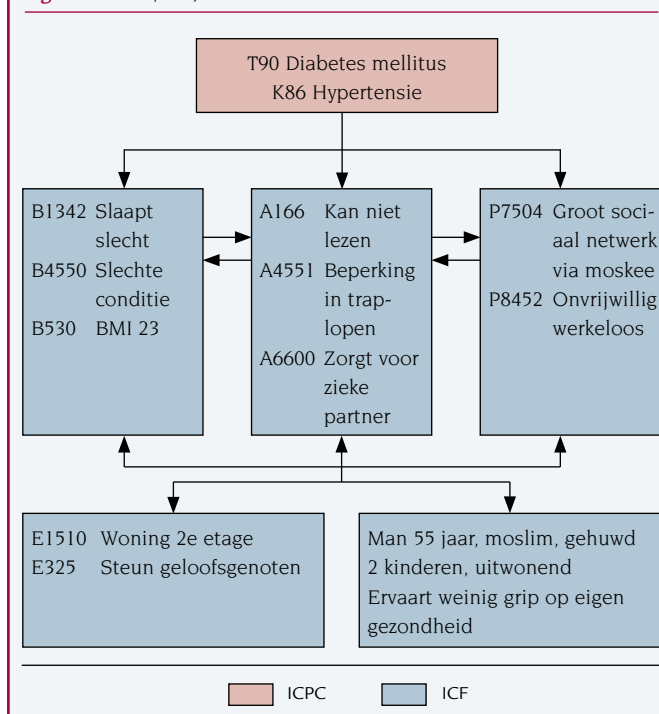 T90 Diabetes mellitus
K86 Hypertensie
B1342 Slaapt
slecht
B4550 Slechte
conditie
B530 BMI 23
A166 Kan niet
lezen
A4551 Beperking
in trap-
lopen
A6600 Zorgt voor
zieke
partner
P7504 Groot soci-
aal netwerk
via moskee
P8452 Onvrijwillig
werkeloos
E1510 Woning 2e etage
E325 Steun geloofsgenoten
Man 55 jaar, moslim, gehuwd
2 kinderen, uitwonend
Ervaart weinig grip op eigen
gezondheid
ICPC
ICF